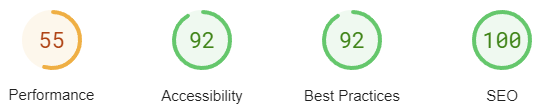 55 92 92 100
Performance Accessibility Best Practices SEO